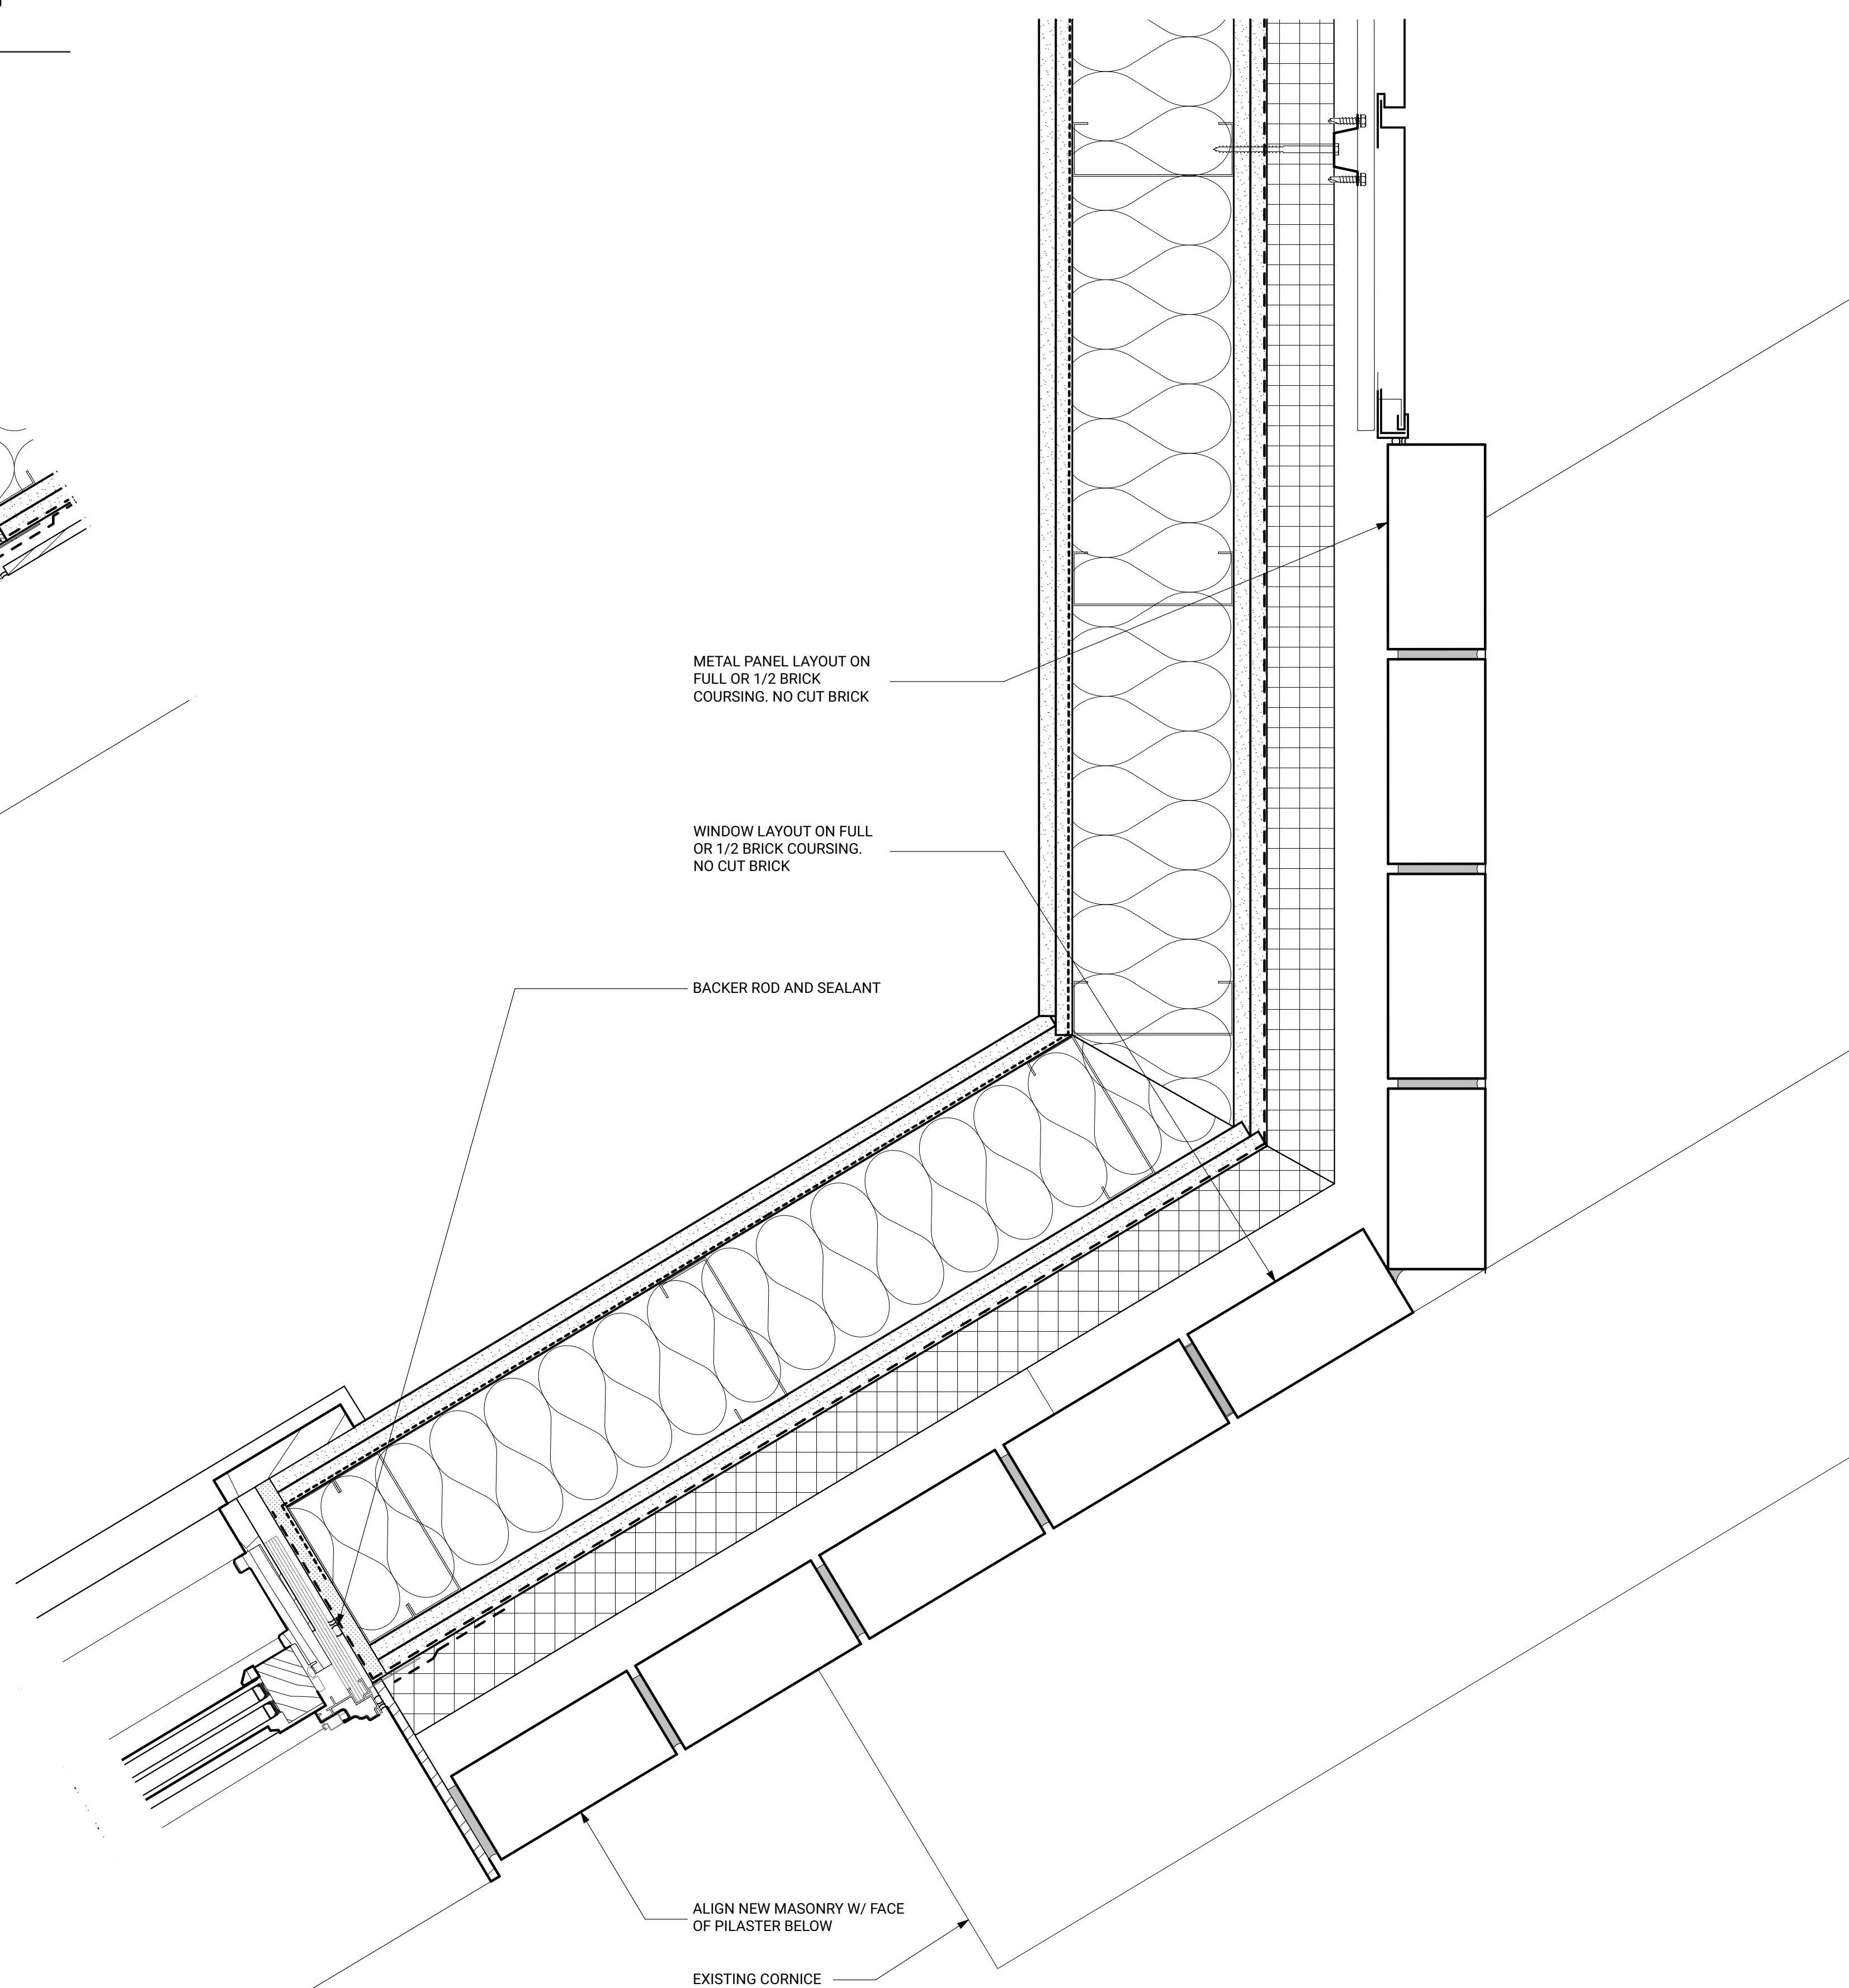 METAL PANEL LAYOUT ON
FULL OR 1/2 BRICK
COURSING. NO CUT BRICK
WINDOW LAYOUT ON FULL
OR 1/2 BRICK COURSING.
NO CUT BRICK
BACKER ROD AND SEALANT
ALIGN NEW MASONRY W/ FACE
OF PILASTER BELOW
EXISTING CORNICE